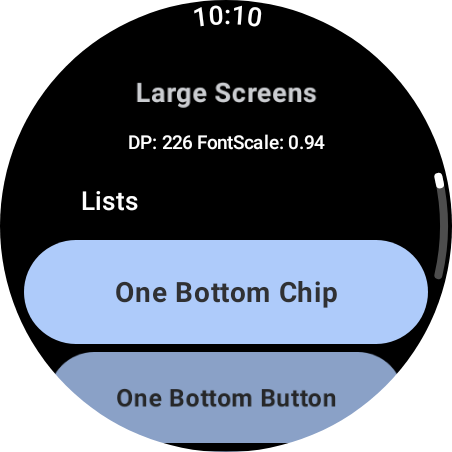 10:10
Large Screens
DP: 226 FontScale: 0.94
Lists
One Bottom Chip
One Bottom Button